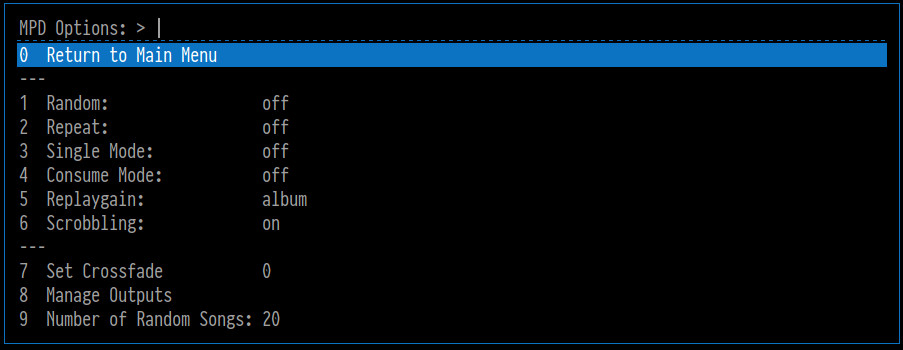 MPD Options: >
0  Return to Main Menu
---
1  Random:                 off
2  Repeat:                 off
3  Single Mode:            off
4  Consume Mode:           off
5  Replaygain:             album
6  Scrobbling:             on
---
7  Set Crossfade           0
8  Manage Outputs
9  Number of Random Songs: 20